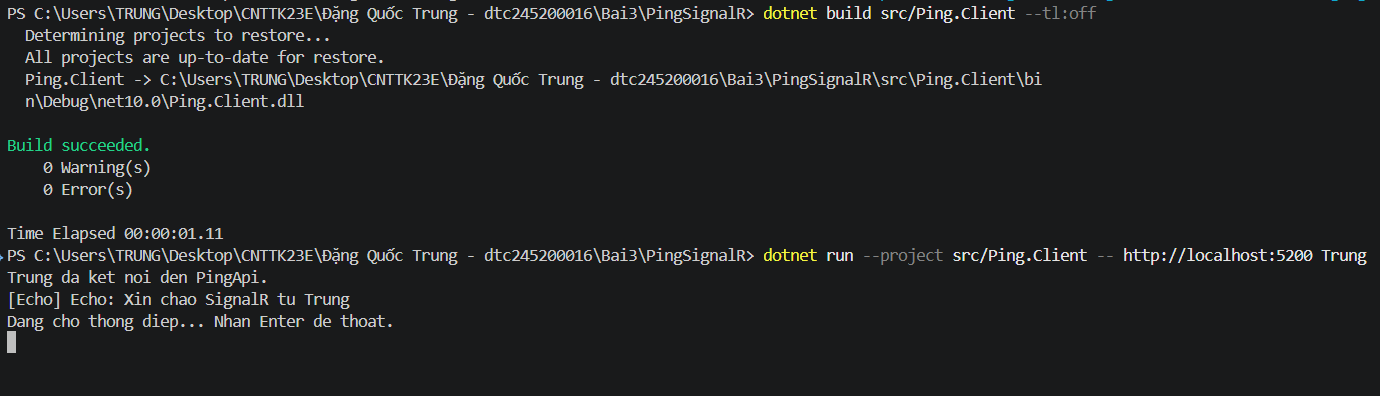 PS C:\Users\TRUNG\Desktop\CNTTK23E\Đặng Quốc Trung - dtc245200016\Bai3\PingSignalR> dotnet build src/Ping.Client --tl:off
Determining projects to restore...
All projects are up-to-date for restore.
Ping.Client -> C:\Users\TRUNG\Desktop\CNTTK23E\Đặng Quốc Trung - dtc245200016\Bai3\PingSignalR\src\Ping.Client\bi
n\Debug\net10.0\Ping.Client.dll
Build succeeded.
0 Warning(s)
0 Error(s)
Time Elapsed 00:00:01.11
PS C:\Users\TRUNG\Desktop\CNTTK23E\Đặng Quốc Trung - dtc245200016\Bai3\PingSignalR> dotnet run --project src/Ping.Client -- http://localhost:5200 Trung
Trung da ket noi den PingApi.
[Echo] Echo: Xin chao SignalR tu Trung
Dang cho thong diep... Nhan Enter de thoat.